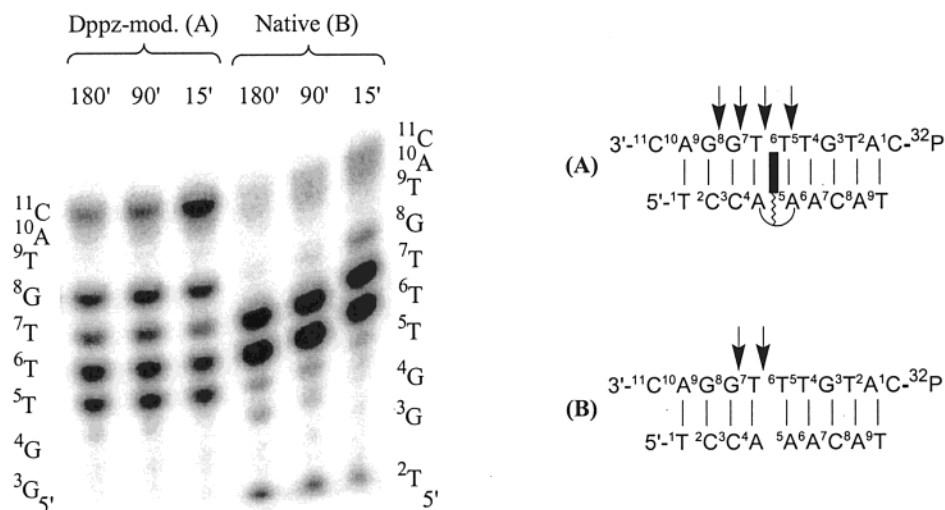 Dppz-mod. (A)
Native (B)
180' 90' 15' 180' 90' 15'
¹¹C
¹⁰A
⁹T
⁸G
⁷T
⁶T
⁵T
⁴G
³G
5'
¹¹C
¹⁰A
⁹T
⁸G
⁷T
⁶T
⁵T
⁴G
³G
²T
5'
(A)
3'-¹¹C¹⁰A⁹G⁸G⁷T ⁶T⁵T⁴G³T²A¹C-³²P
5'-¹T ²C³C⁴A ⁵A⁶A⁷C⁸A⁹T
(B)
3'-¹¹C¹⁰A⁹G⁸G⁷T ⁶T⁵T⁴G³T²A¹C-³²P
5'-¹T ²C³C⁴A ⁵A⁶A⁷C⁸A⁹T